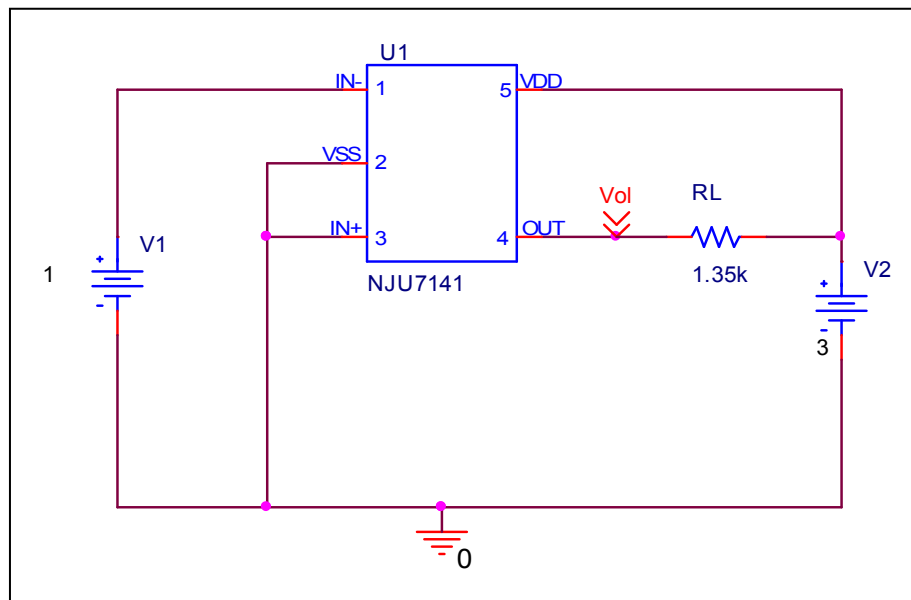 U1
IN-
1
5
VDD
VSS
2
Vol
RL
IN+
3
4
OUT
V1
1
NJU7141
1.35k
V2
3
0